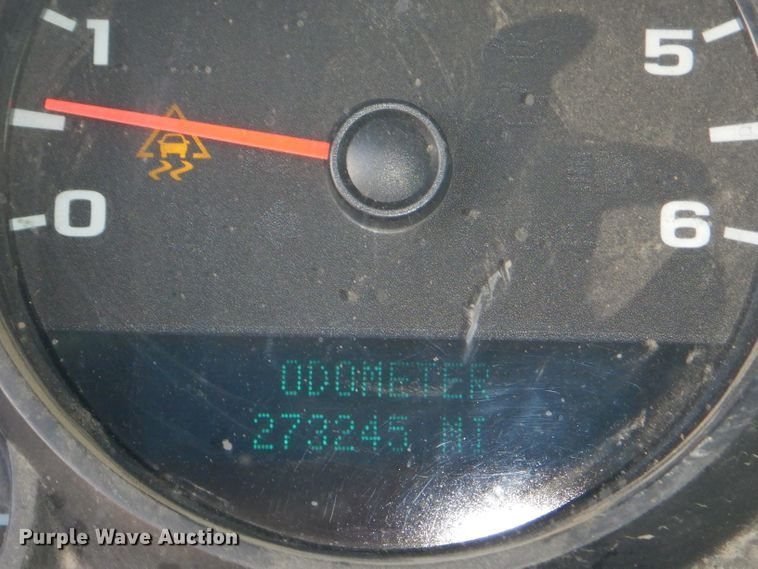 1
5
0
6
ODOMETER
273245 MI
Purple Wave Auction